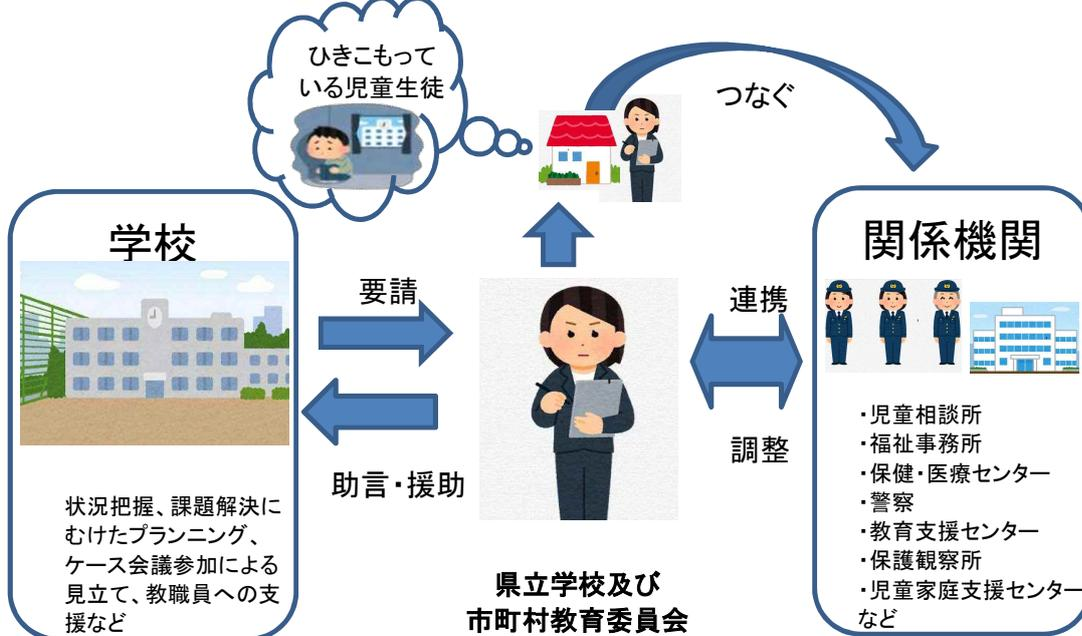 ひきこもって
いる児童生徒
つなぐ
学校
状況把握、課題解決に
むけたプランニング、
ケース会議参加による
見立て、教職員への支
援など
要請
助言・援助
県立学校及び
市町村教育委員会
連携
調整
関係機関
・児童相談所
・福祉事務所
・保健・医療センター
・警察
・教育支援センター
・保護観察所
・児童家庭支援センター
など